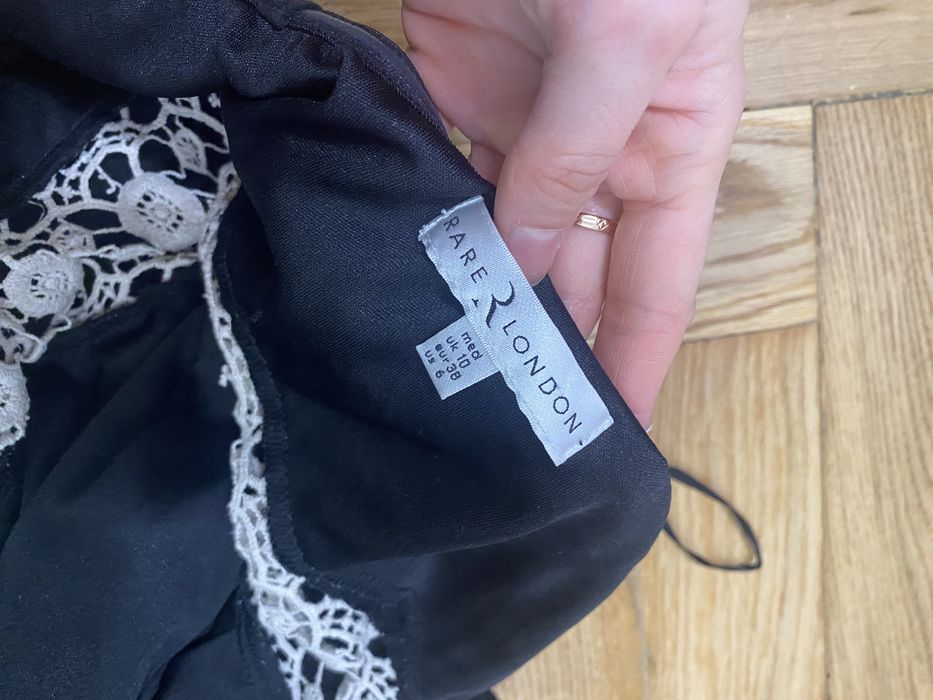 RARE R LONDON
med
uk 10
eur 38
us 6